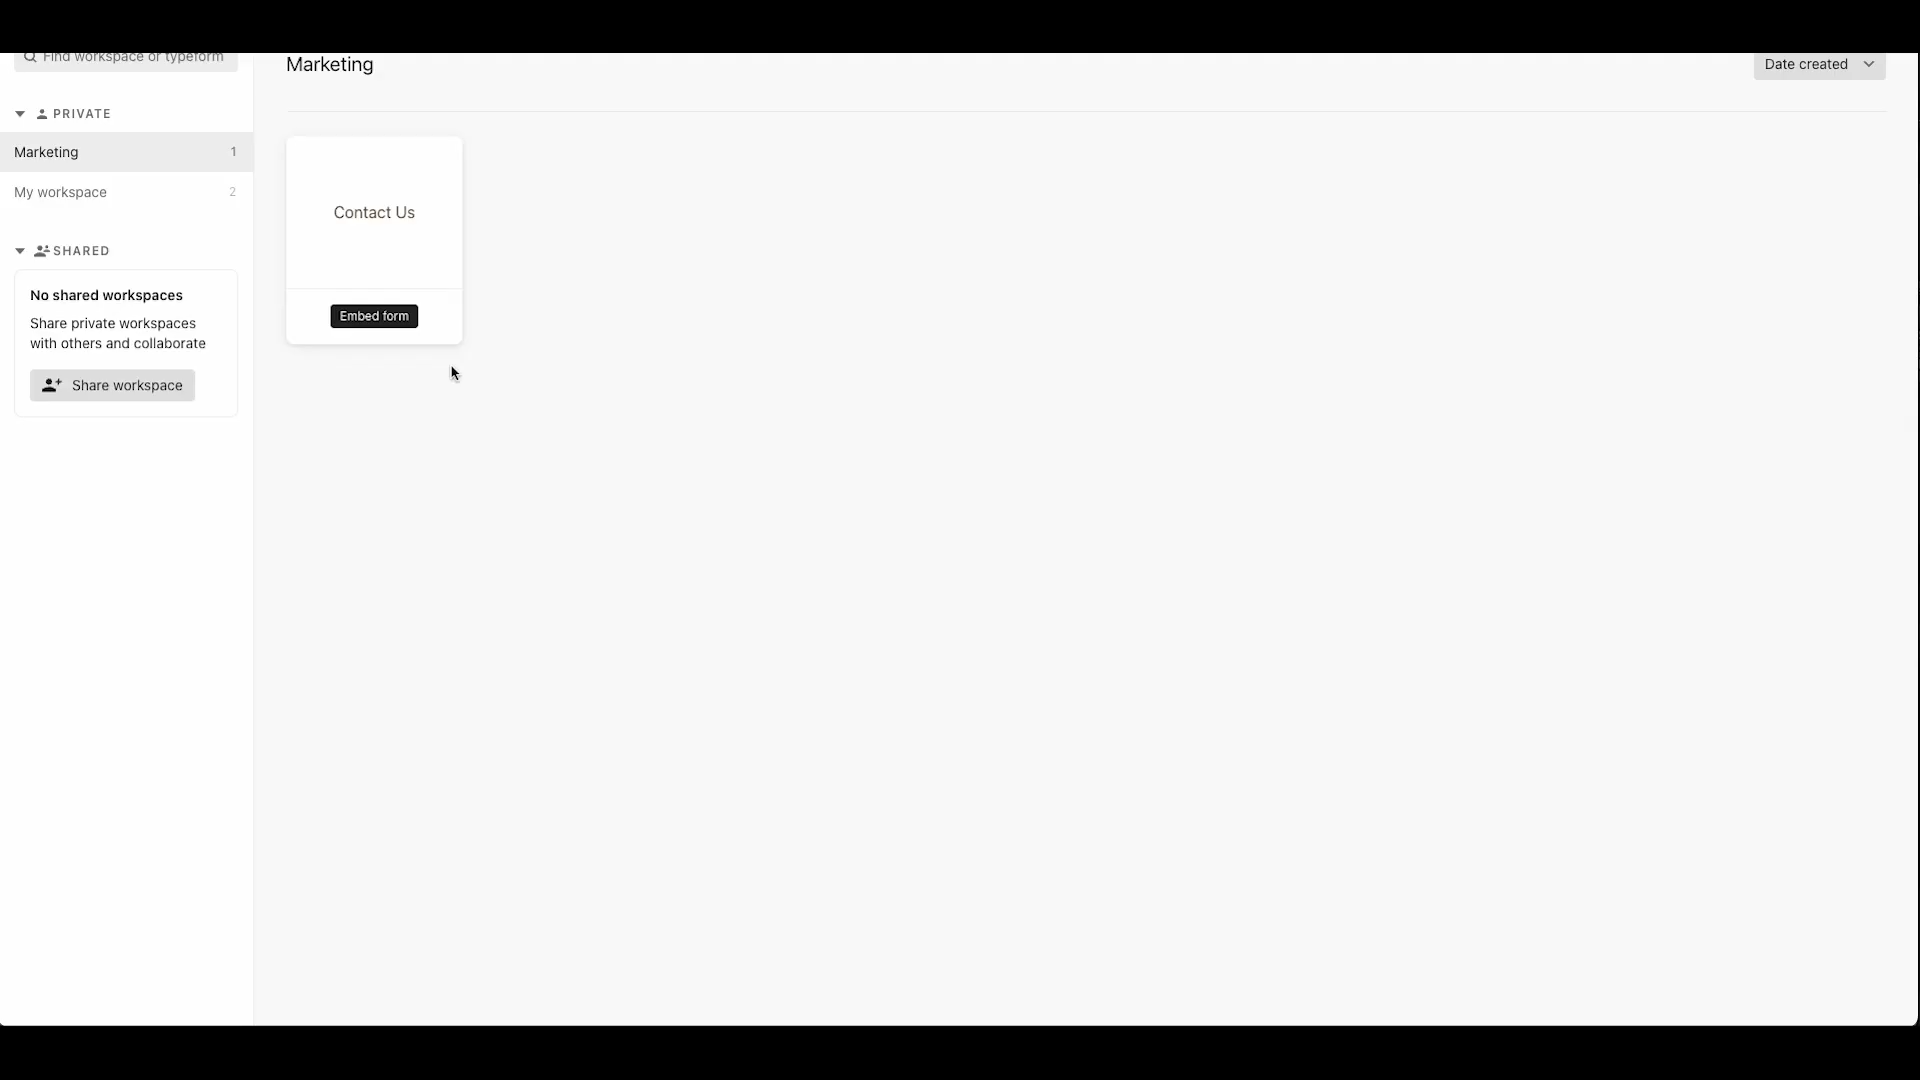 Find workspace or typeform
PRIVATE
Marketing 1
My workspace 2
SHARED
No shared workspaces
Share private workspaces
with others and collaborate
Share workspace
Marketing
Date created
Contact Us
Embed form